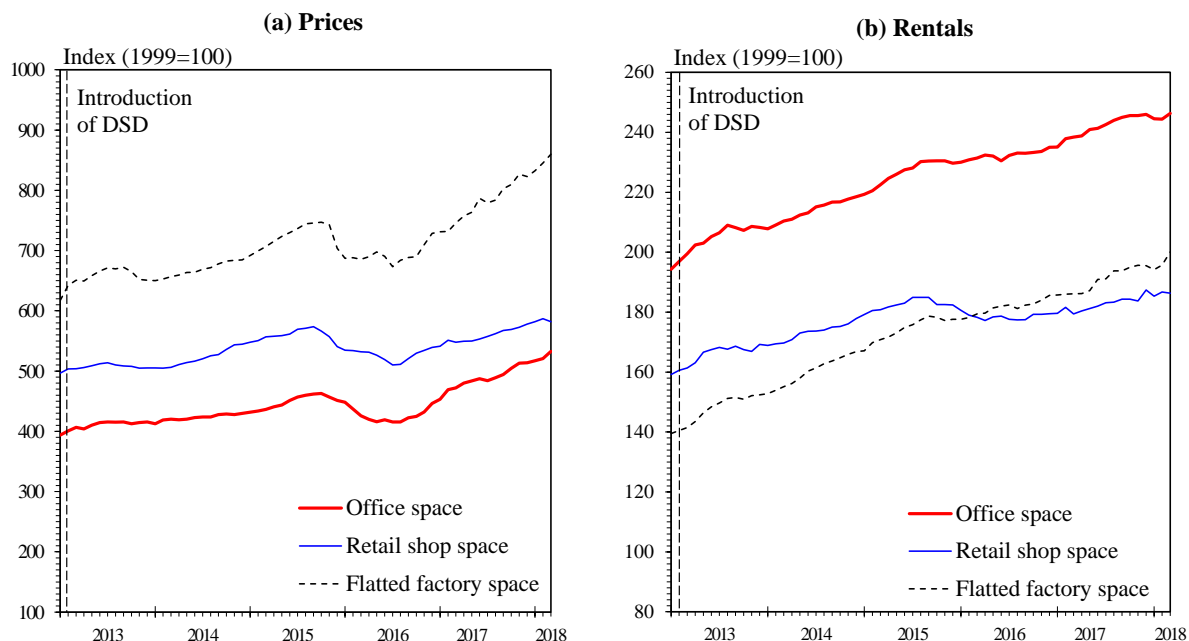 (a) Prices
Index (1999=100)
1000
900
800
700
600
500
400
300
200
100
Introduction
of DSD
Office space
Retail shop space
Flatted factory space
2013 2014 2015 2016 2017 2018
(b) Rentals
Index (1999=100)
260
240
220
200
180
160
140
120
100
80
Introduction
of DSD
Office space
Retail shop space
Flatted factory space
2013 2014 2015 2016 2017 2018